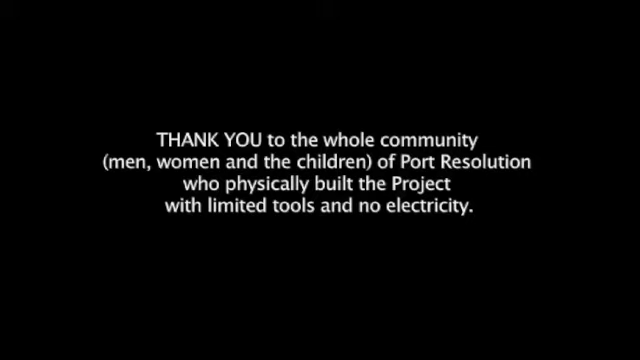 THANK YOU to the whole community
(men, women and the children) of Port Resolution
who physically built the Project
with limited tools and no electricity.